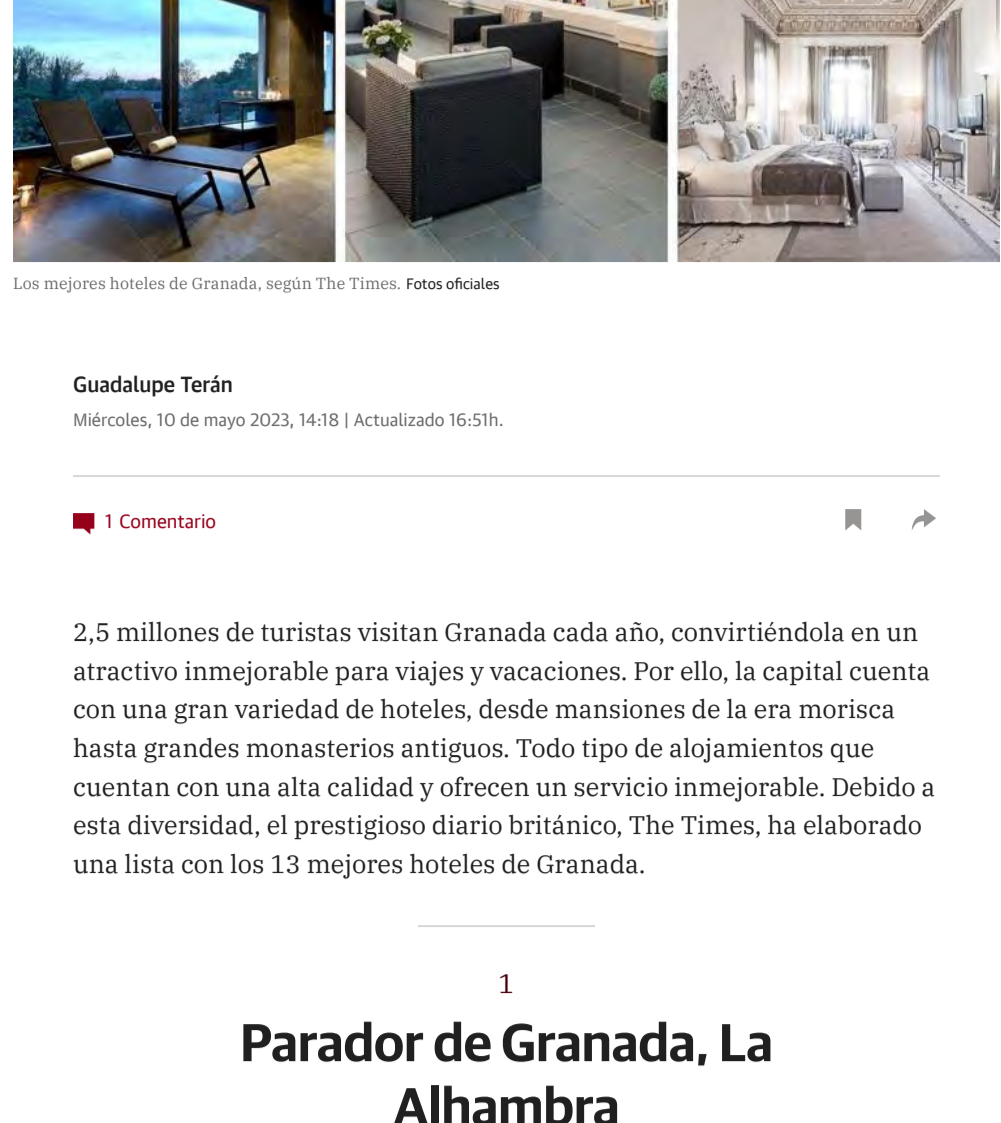 Los mejores hoteles de Granada, según The Times. Fotos oficiales
Guadalupe Terán
Miércoles, 10 de mayo 2023, 14:18 | Actualizado 16:51h.
1 Comentario
2,5 millones de turistas visitan Granada cada año, convirtiéndola en un
atractivo inmejorable para viajes y vacaciones. Por ello, la capital cuenta
con una gran variedad de hoteles, desde mansiones de la era morisca
hasta grandes monasterios antiguos. Todo tipo de alojamientos que
cuentan con una alta calidad y ofrecen un servicio inmejorable. Debido a
esta diversidad, el prestigioso diario británico, The Times, ha elaborado
una lista con los 13 mejores hoteles de Granada.
1
Parador de Granada, La
Alhambra